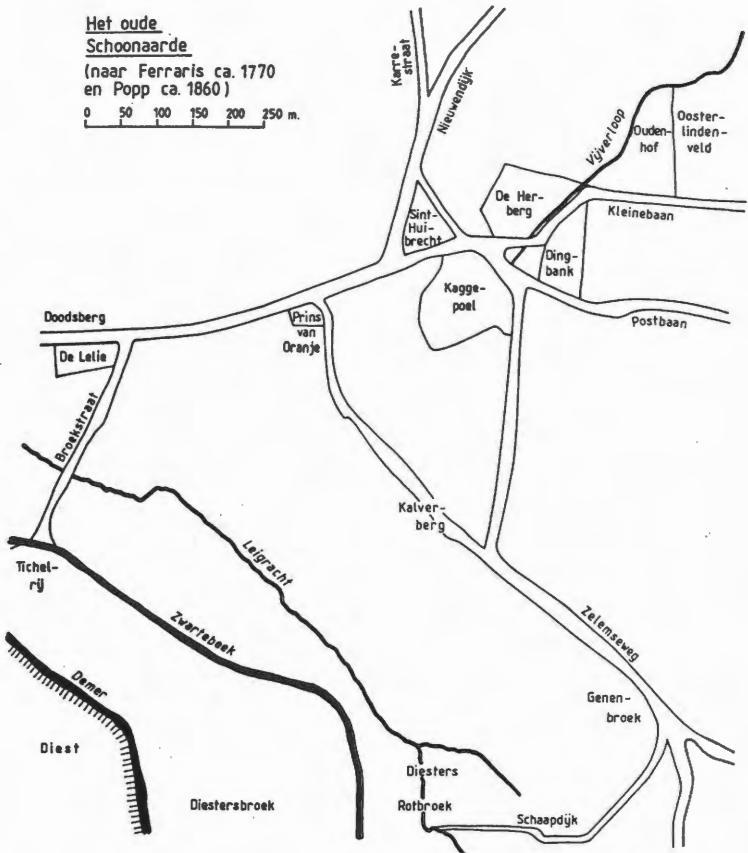 Het oude
Schoonaarde
(naar Ferraris ca. 1770
en Popp ca. 1860)
0 50 100 150 200 250 m.
Karre-
straat
Nieuwendijk
Vijverloop
Ouden-
hof
Ooster-
linden-
veld
De Her-
berg
Kleinebaan
Sint-
Hui-
brecht
Ding-
bank
Kagge-
poel
Postbaan
Doodsberg
Prins
van
Oranje
De Lelie
Broekstraat
Kalver-
berg
Leigracht
Tichel-
rij
Zwartebeek
Zelemseweg
Demer
Genen-
broek
Diest
Diestersbroek
Diesters
Rotbroek
Schaapdijk